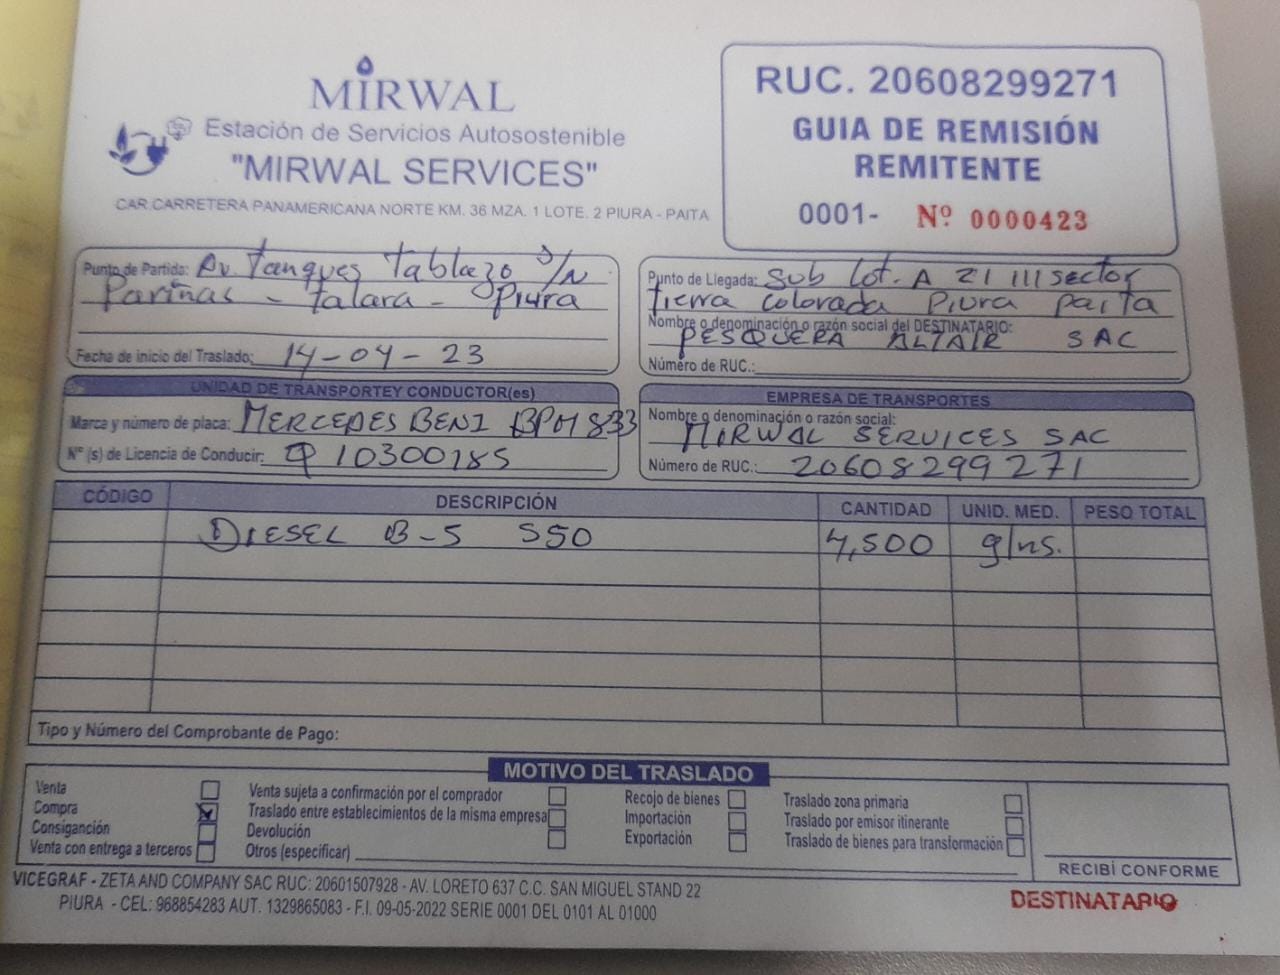 MIRWAL
Estación de Servicios Autosostenible
"MIRWAL SERVICES"
CAR.CARRETERA PANAMERICANA NORTE KM. 36 MZA. 1 LOTE. 2 PIURA - PAITA
RUC. 20608299271
GUIA DE REMISIÓN
REMITENTE
0001- Nº 0000423
Punto de Partida: Av. Tanques Tablazo S/N
Pariñas - Talara - Piura
Fecha de inicio del Traslado: 14-04-23
Punto de Llegada: Sub Lot. A 21 III sector
tierra colorada Piura paita
Nombre o denominación o razón social del DESTINATARIO:
PESQUERA ALTAIR SAC
Número de RUC.:
UNIDAD DE TRANSPORTEY CONDUCTOR(es)
Marca y número de placa: MERCEDES BENZ BPM 833
Nº (s) de Licencia de Conducir: Q 10300185
EMPRESA DE TRANSPORTES
Nombre o denominación o razón social:
MIRWAL SERVICES SAC
Número de RUC.: 20608299271
CÓDIGO DESCRIPCIÓN CANTIDAD UNID. MED. PESO TOTAL
DIESEL B-5 S50 4,500 glns.
Tipo y Número del Comprobante de Pago:
MOTIVO DEL TRASLADO
Venta
Compra
Consiganción
Venta con entrega a terceros
Venta sujeta a confirmación por el comprador
Traslado entre establecimientos de la misma empresa
Devolución
Otros (especificar)
Recojo de bienes
Importación
Exportación
Traslado zona primaria
Traslado por emisor itinerante
Traslado de bienes para transformación
RECIBÍ CONFORME
VICEGRAF - ZETA AND COMPANY SAC RUC: 20601507928 - AV. LORETO 637 C.C. SAN MIGUEL STAND 22
PIURA - CEL: 968854283 AUT. 1329865083 - F.I. 09-05-2022 SERIE 0001 DEL 0101 AL 01000
DESTINATARIO